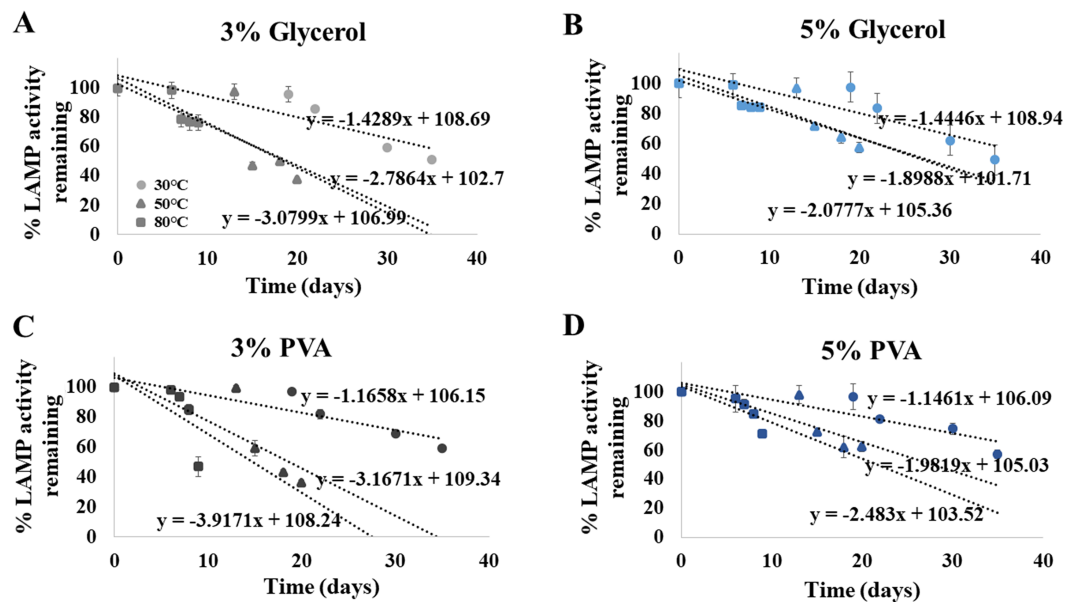 A
3% Glycerol
% LAMP activity
remaining
100
80
60
40
20
0
y = -1.4289x + 108.69
y = -2.7864x + 102.7
y = -3.0799x + 106.99
30°C
50°C
80°C
0 10 20 30 40
Time (days)
B
5% Glycerol
% LAMP activity
remaining
100
80
60
40
20
0
y = -1.4446x + 108.94
y = -1.8988x + 101.71
y = -2.0777x + 105.36
0 10 20 30 40
Time (days)
C
3% PVA
% LAMP activity
remaining
100
80
60
40
20
0
y = -1.1658x + 106.15
y = -3.1671x + 109.34
y = -3.9171x + 108.24
0 10 20 30 40
Time (days)
D
5% PVA
% LAMP activity
remaining
100
80
60
40
20
0
y = -1.1461x + 106.09
y = -1.9819x + 105.03
y = -2.483x + 103.52
0 10 20 30 40
Time (days)